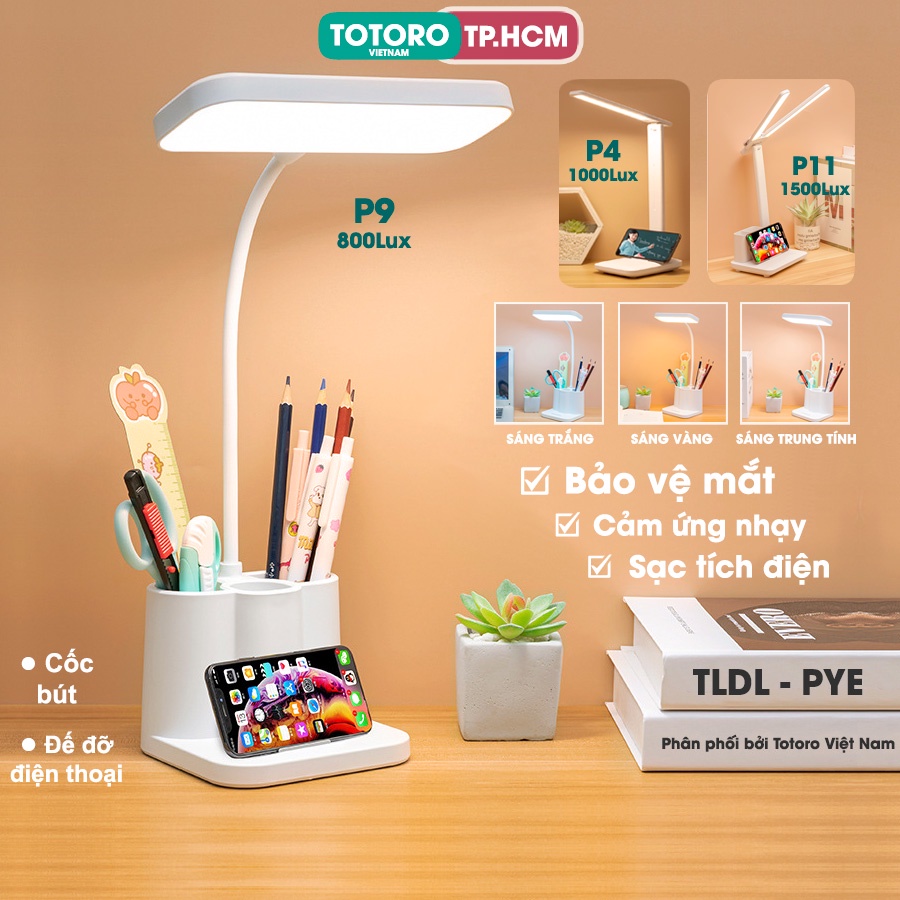 TOTORO
VIETNAM
TP.HCM
P9
800Lux
P4
1000Lux
P11
1500Lux
SÁNG TRẮNG
SÁNG VÀNG
SÁNG TRUNG TÍNH
Bảo vệ mắt
Cảm ứng nhạy
Sạc tích điện
• Cốc
bút
• Đế đỡ
điện thoại
TLDL - PYE
Phân phối bởi Totoro Việt Nam